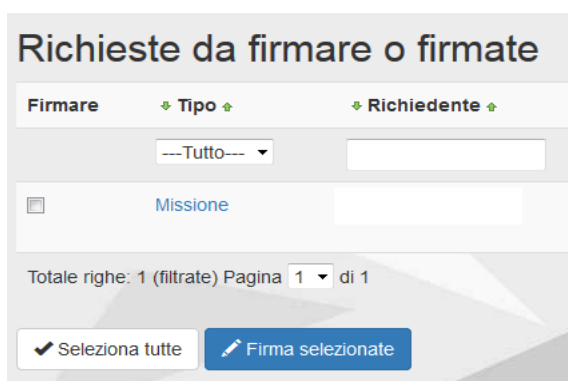 Richieste da firmare o firmate
Firmare Tipo Richiedente
---Tutto---
Missione
Totale righe: 1 (filtrate) Pagina 1 di 1
Seleziona tutte Firma selezionate